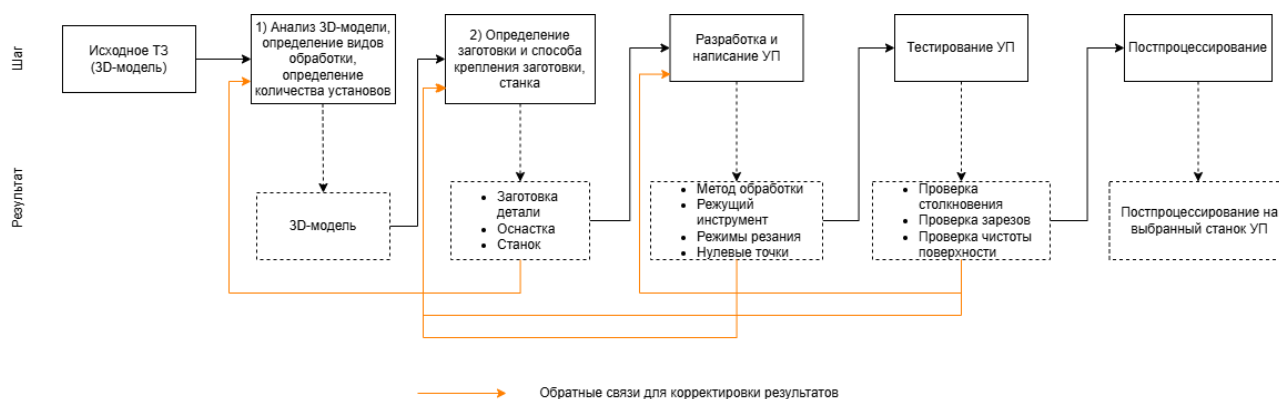 Шаг
Исходное ТЗ
(3D-модель)
1) Анализ 3D-модели,
определение видов
обработки,
определение
количества установов
2) Определение
заготовки и способа
крепления заготовки,
станка
Разработка и
написание УП
Тестирование УП
Постпроцессирование
Результат
3D-модель
• Заготовка
детали
• Оснастка
• Станок
• Метод обработки
• Режущий
инструмент
• Режимы резания
• Нулевые точки
• Проверка
столкновения
• Проверка зарезов
• Проверка чистоты
поверхности
Постпроцессирование на
выбранный станок УП
Обратные связи для корректировки результатов